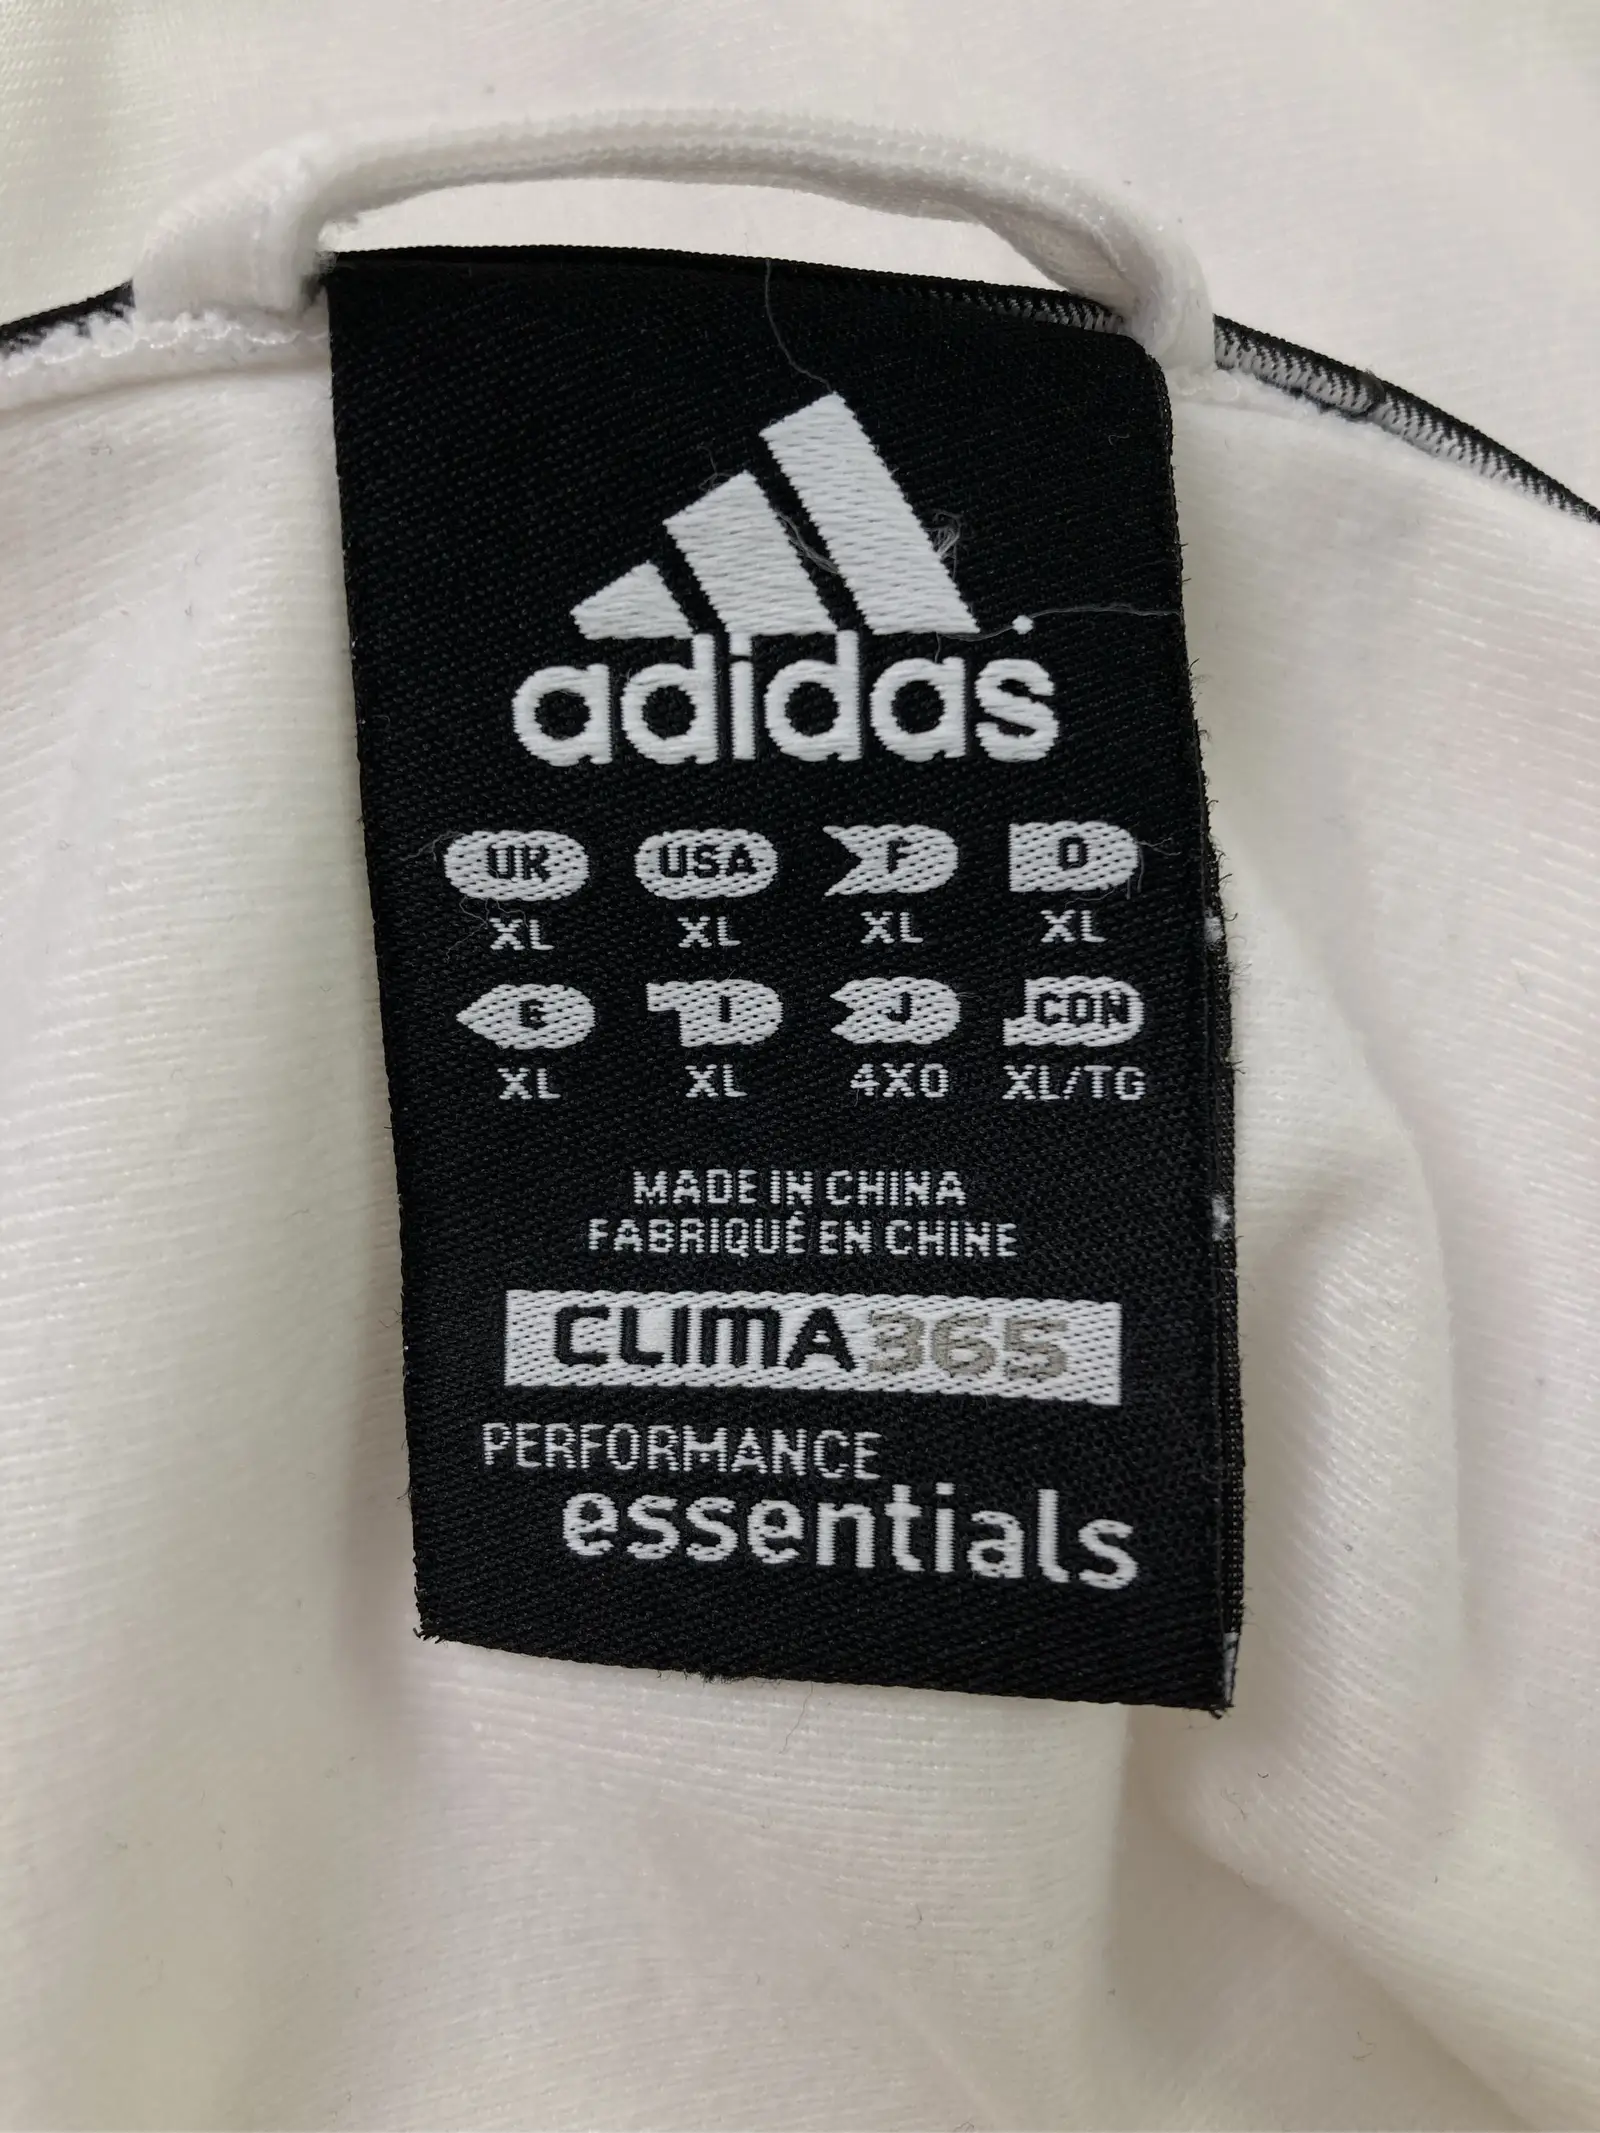 adidas
UK USA F D
XL XL XL XL
E I J CDN
XL XL 4XO XL/TG
MADE IN CHINA
FABRIQUÉ EN CHINE
CLIMA365
PERFORMANCE
essentials